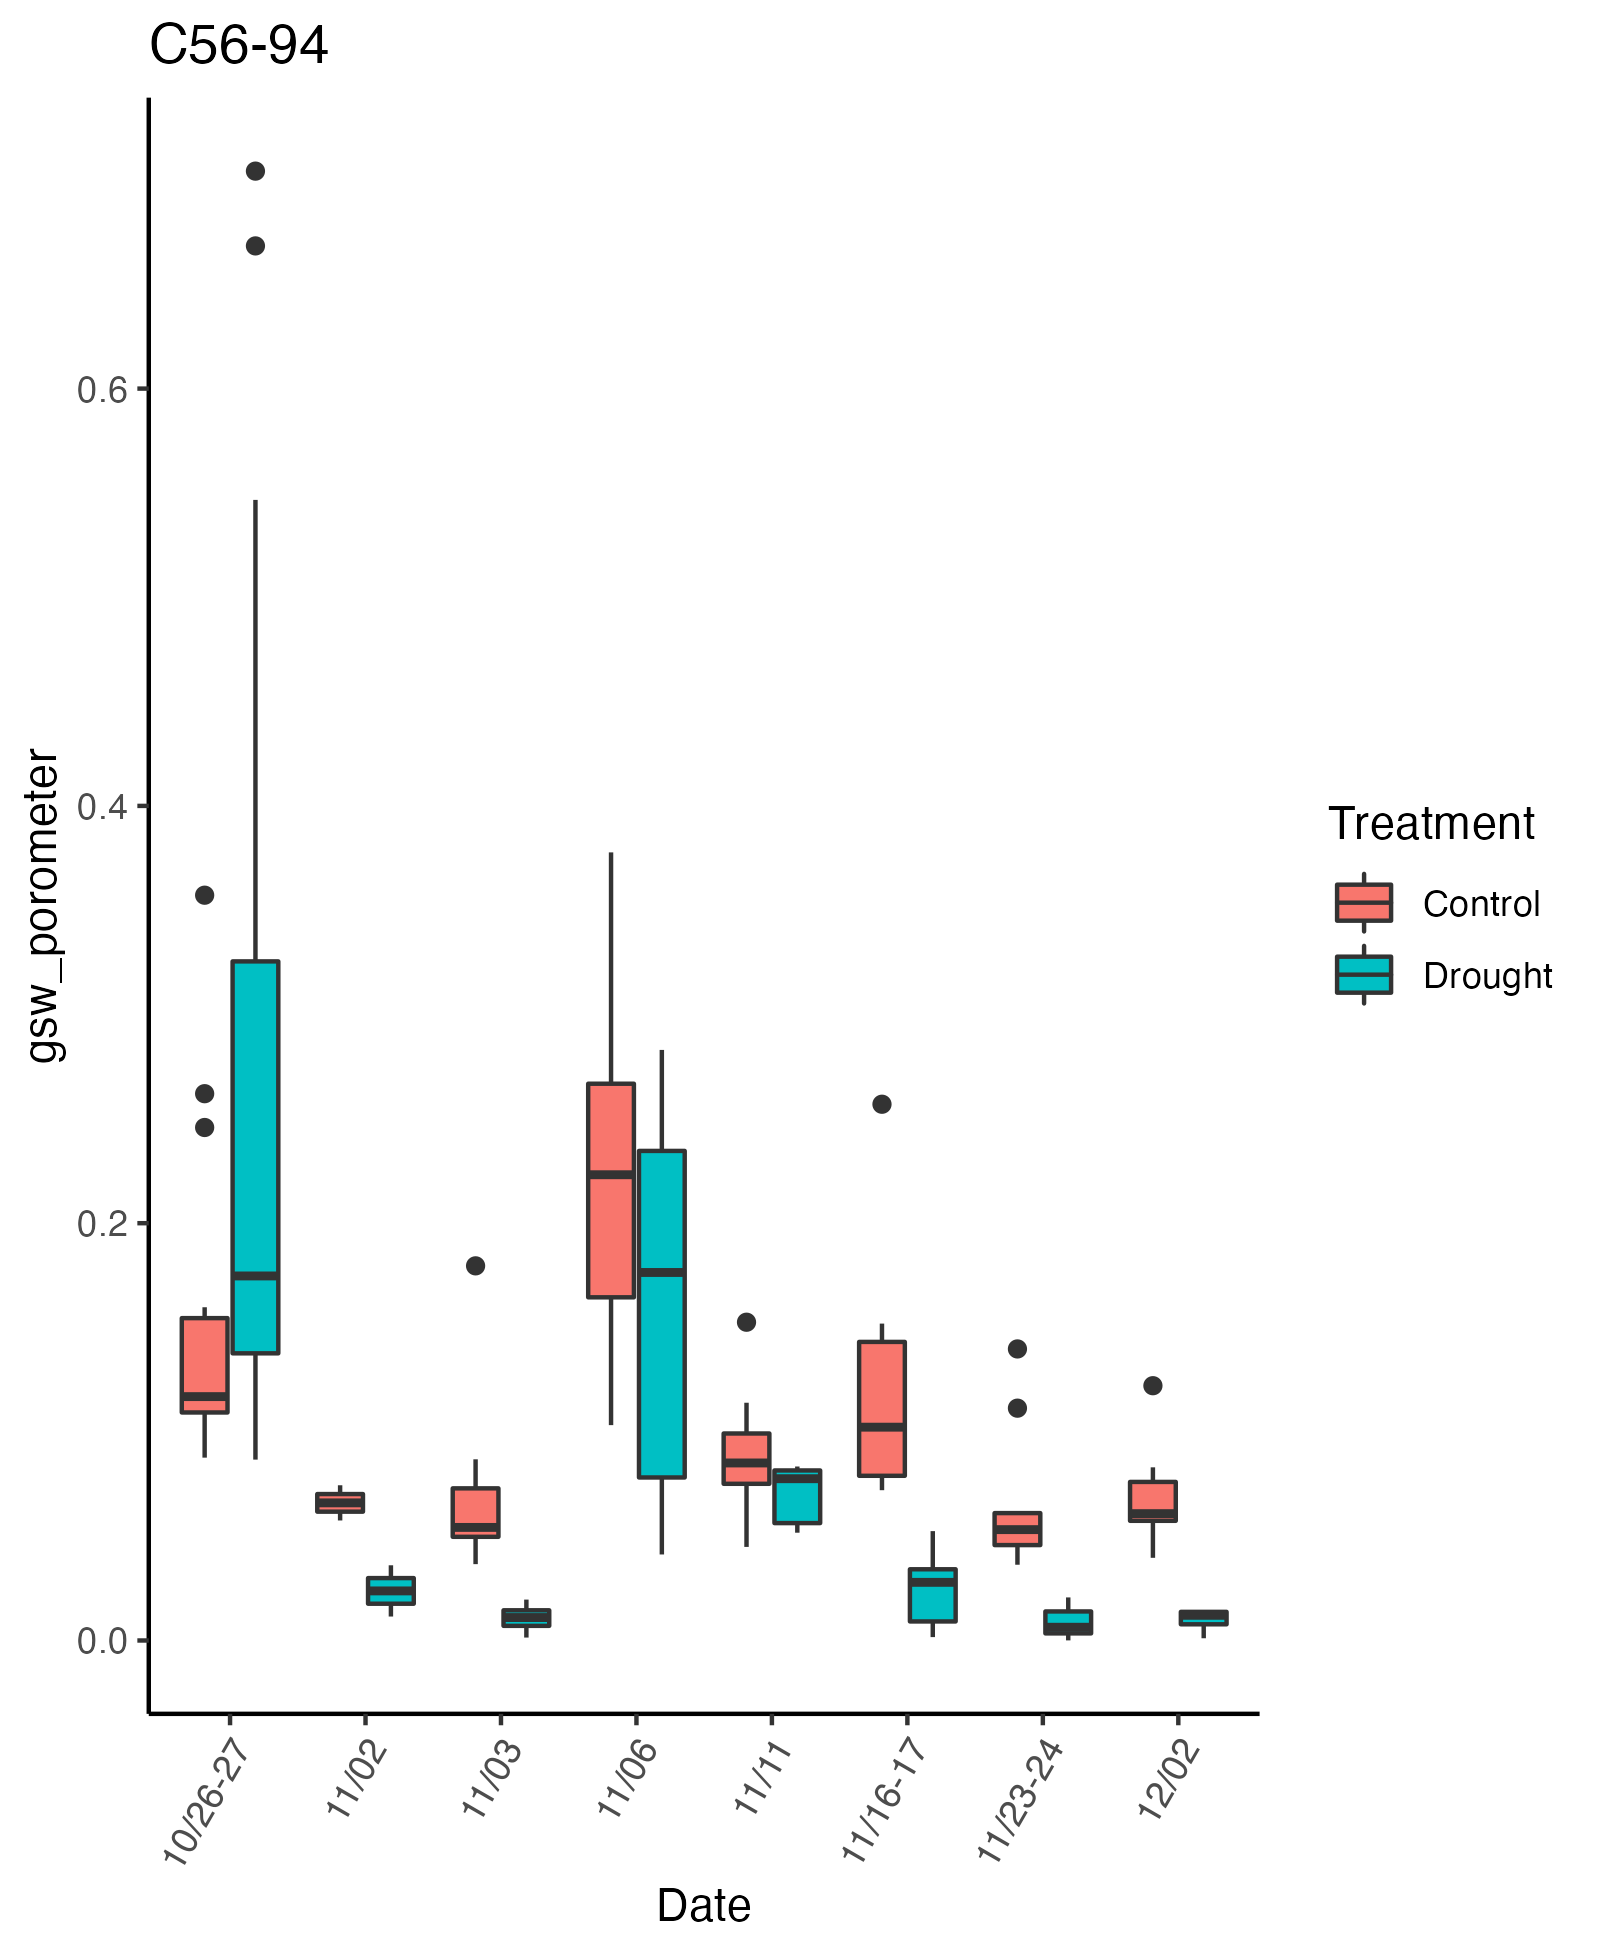 C56-94
gsw_porometer
0.6
0.4
0.2
0.0
10/26-27
11/02
11/03
11/06
11/11
11/16-17
11/23-24
12/02
Date
Treatment
Control
Drought